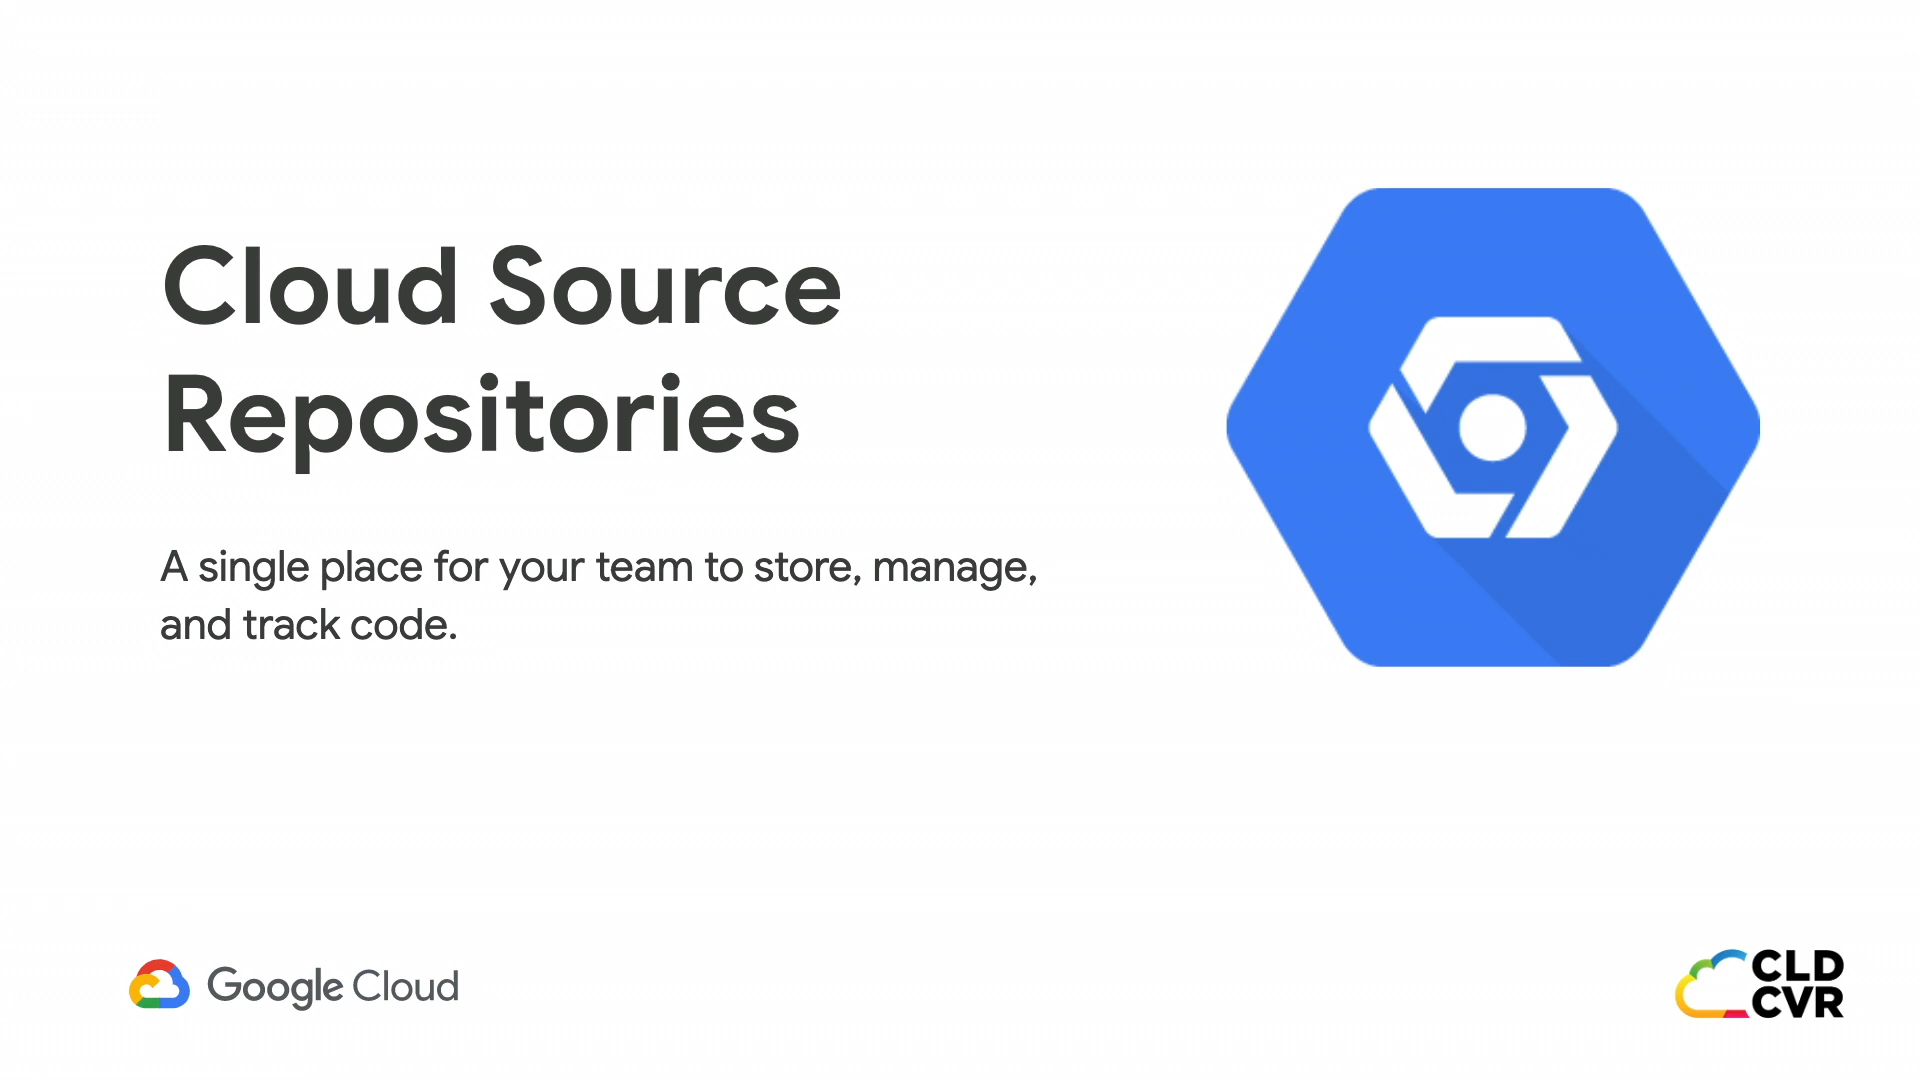 Cloud Source
Repositories
A single place for your team to store, manage,
and track code.
Google Cloud
CLD
CVR